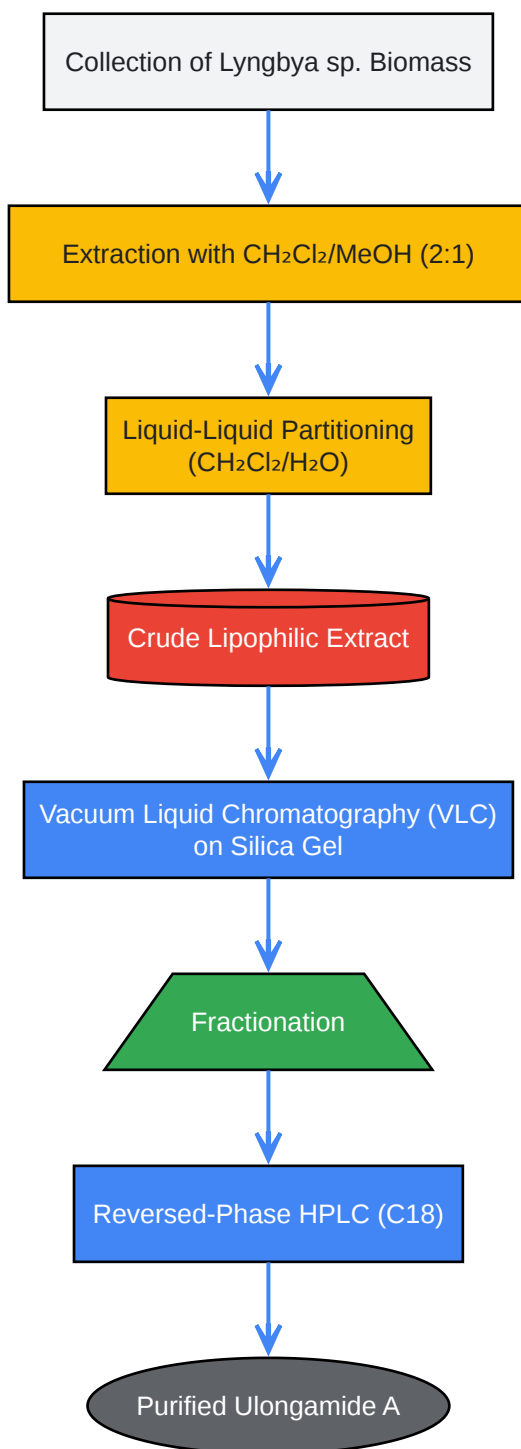 Collection of Lyngbya sp. Biomass
Extraction with CH₂Cl₂/MeOH (2:1)
Liquid-Liquid Partitioning
(CH₂Cl₂/H₂O)
Crude Lipophilic Extract
Vacuum Liquid Chromatography (VLC)
on Silica Gel
Fractionation
Reversed-Phase HPLC (C18)
Purified Ulongamide A